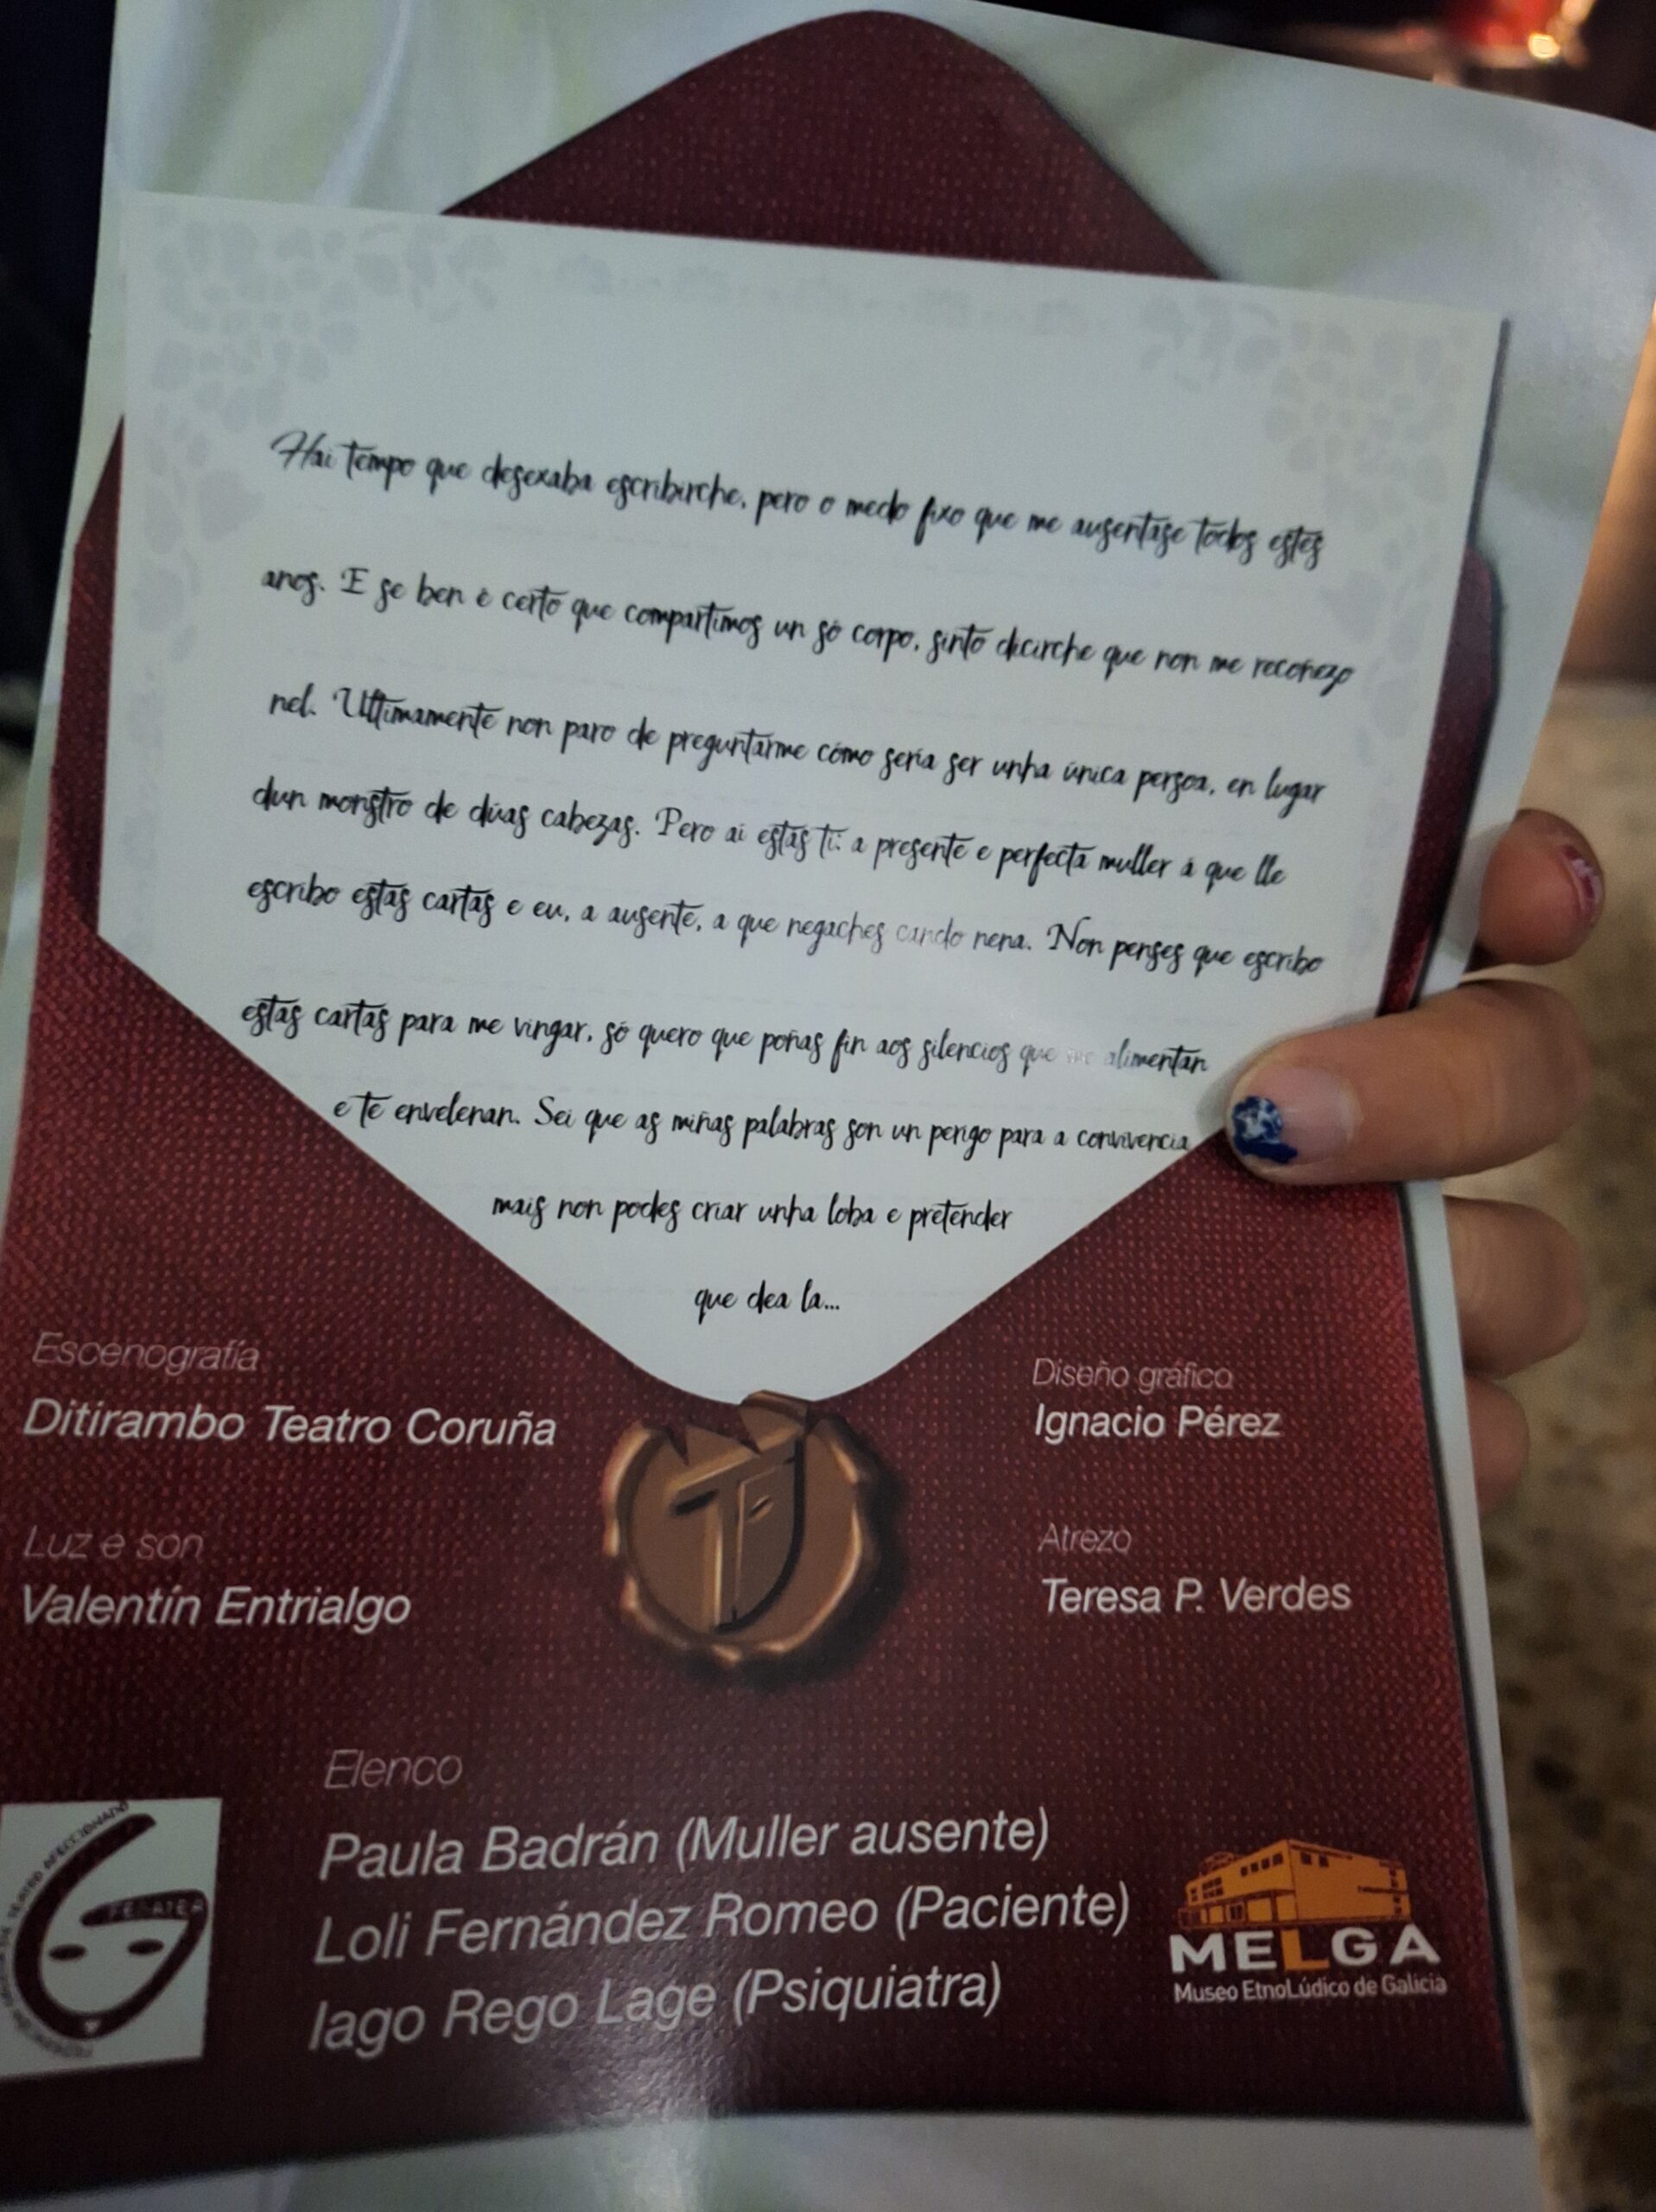 Hai tempo que desexaba escribirche, pero o medo fixo que me ausentase todos estes
anos. E se ben é certo que compartimos un só corpo, sinto dicirche que non me recoñezo
nel. Ultimamente non paro de preguntarme cómo sería ser unha única persoa, en lugar
dun monstro de dúas cabezas. Pero aí estás ti: a presente e perfecta muller á que lle
escribo estas cartas e eu, a ausente, a que negaches cando nena. Non penses que escribo
estas cartas para me vingar, só quero que poñas fin aos silencios que me alimentan
e te envelenan. Sei que as miñas palabras son un perigo para a convivencia
mais non podes criar unha loba e pretender
que dea la...
Escenografía
Ditirambo Teatro Coruña
Diseño gráfico
Ignacio Pérez
Luz e son
Valentín Entrialgo
Atrezo
Teresa P. Verdes
Elenco
Paula Badrán (Muller ausente)
Loli Fernández Romeo (Paciente)
Iago Rego Lage (Psiquiatra)
MELGA
Museo EtnoLúdico de Galicia